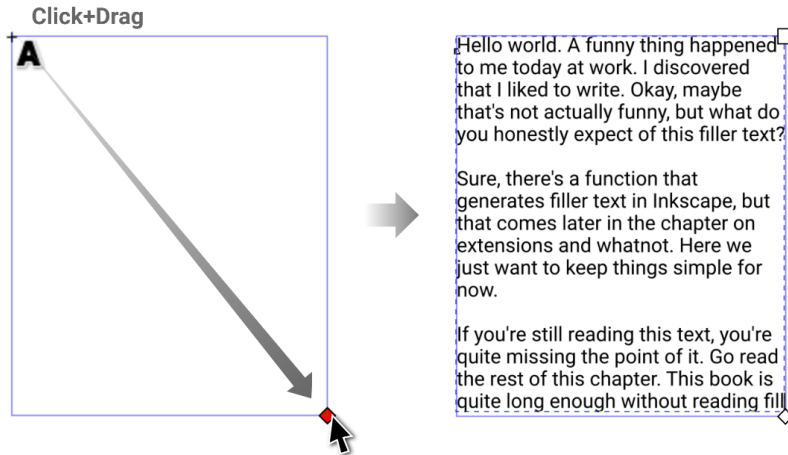 Click+Drag
A
Hello world. A funny thing happened
to me today at work. I discovered
that I liked to write. Okay, maybe
that's not actually funny, but what do
you honestly expect of this filler text?
Sure, there's a function that
generates filler text in Inkscape, but
that comes later in the chapter on
extensions and whatnot. Here we
just want to keep things simple for
now.
If you're still reading this text, you're
quite missing the point of it. Go read
the rest of this chapter. This book is
quite long enough without reading fill